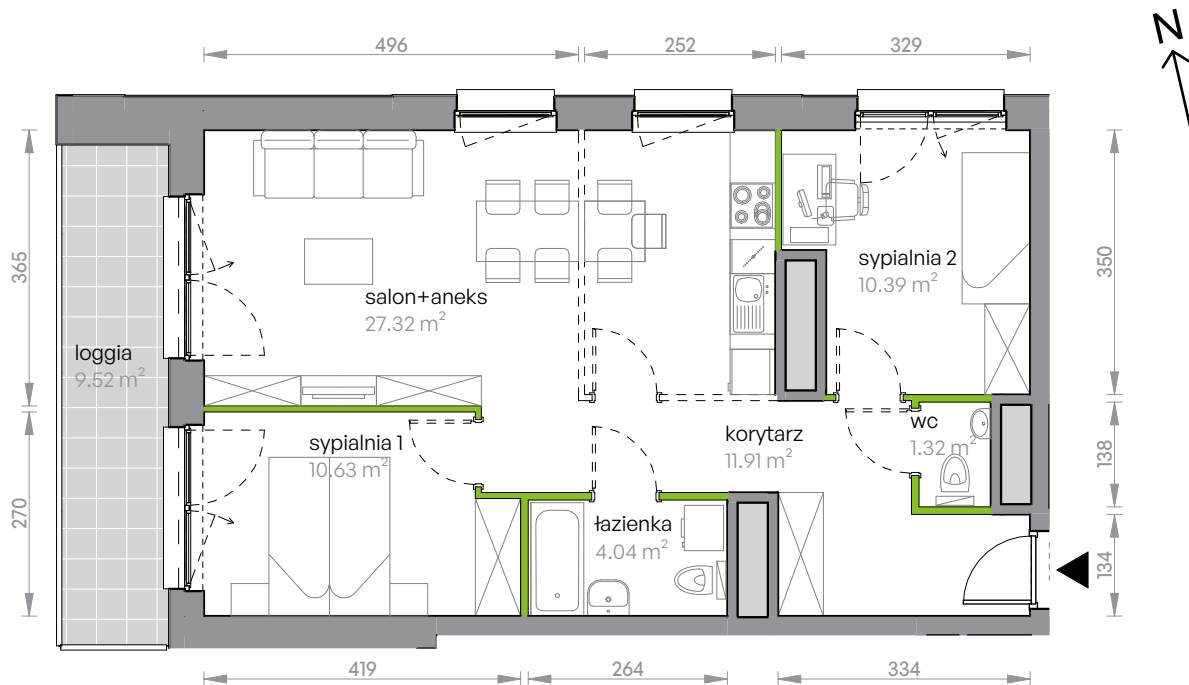 N
496
252
329
365
350
sypialnia 2
10.39 m²
salon+aneks
27.32 m²
loggia
9.52 m²
sypialnia 1
10.63 m²
korytarz
11.91 m²
wc
1.32 m²
138
270
łazienka
4.04 m²
134
419
264
334